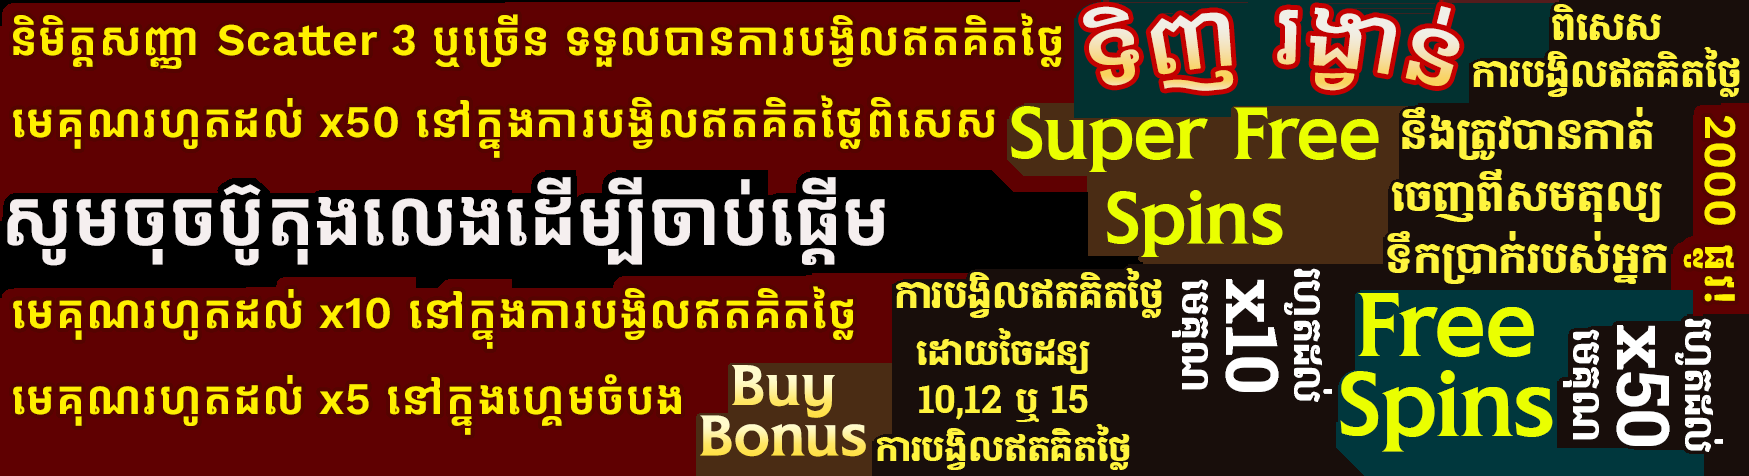 និមិត្តសញ្ញា Scatter 3 ឬច្រើន ទទួលបានការបង្វិលឥតគិតថ្លៃ
មេគុណរហូតដល់ x50 នៅក្នុងការបង្វិលឥតគិតថ្លៃពិសេស
សូមចុចប៊ូតុងលេងដើម្បីចាប់ផ្តើម
មេគុណរហូតដល់ x10 នៅក្នុងការបង្វិលឥតគិតថ្លៃ
មេគុណរហូតដល់ x5 នៅក្នុងហ្គេមចំបង
Buy
Bonus
ទិញ រង្វាន់
Super Free
Spins
ការបង្វិលឥតគិតថ្លៃ
ដោយចៃដន្យ
10,12 ឬ 15
ការបង្វិលឥតគិតថ្លៃ
មេគុណ
x10
រហូតដល់
ពិសេស
ការបង្វិលឥតគិតថ្លៃ
នឹងត្រូវបានកាត់
ចេញពីសមតុល្យ
ទឹកប្រាក់របស់អ្នក
Free
Spins
មេគុណ
x50
រហូតដល់
2000 ឌឺរ!